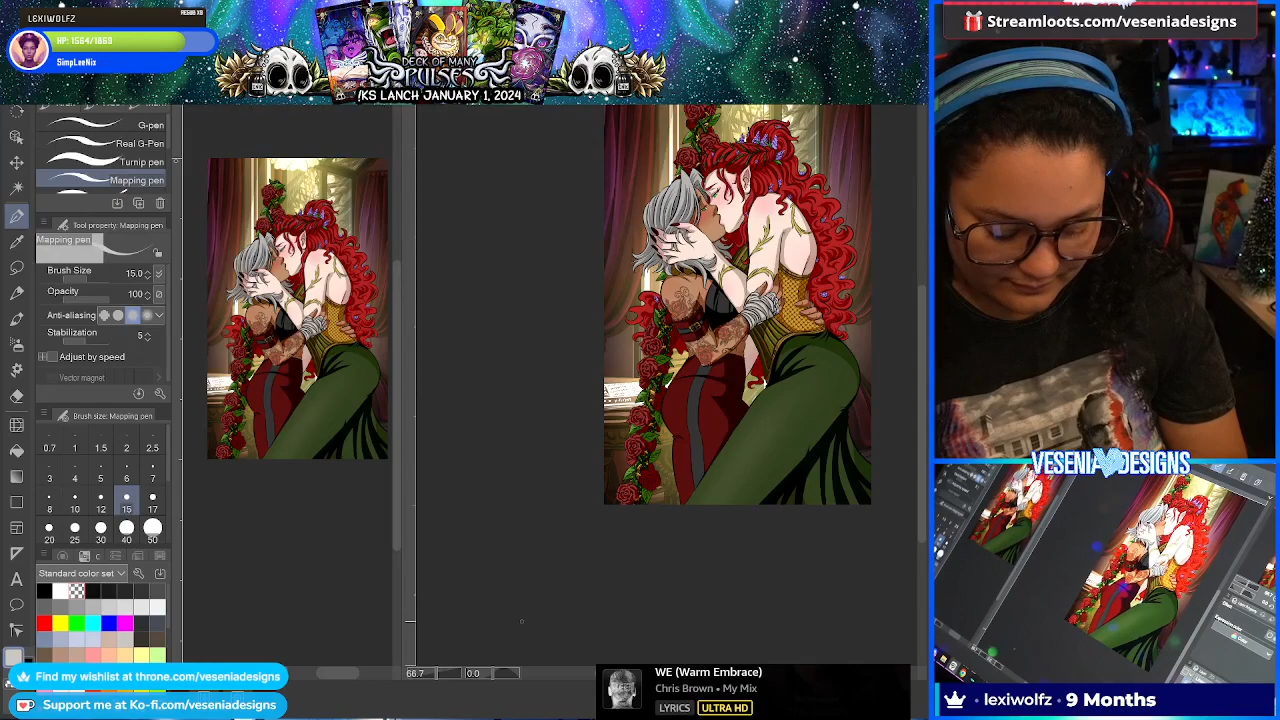 LEXIWOLFZ
HP: 1564/1869
SimpLeeNix
DECK OF MANY
PULSES
!KS LANCH JANUARY 1, 2024
Streamloots.com/veseniadesigns
G-pen
Real G-Pen
Turnip pen
Mapping pen
Tool property: Mapping pen
Mapping pen
Brush Size 15.0
Opacity 100
Anti-aliasing
Stabilization 5
Adjust by speed
Vector magnet
Brush size: Mapping pen
0.7 1 1.5 2 2.5
3 4 5 6 7
8 10 12 15 17
20 25 30 40 50
Standard color set
66.7 0.0
Find my wishlist at throne.com/veseniadesigns
Support me at Ko-fi.com/veseniadesigns
WE (Warm Embrace)
Chris Brown • My Mix
LYRICS ULTRA HD
VESENIA DESIGNS
lexiwolfz 9 Months